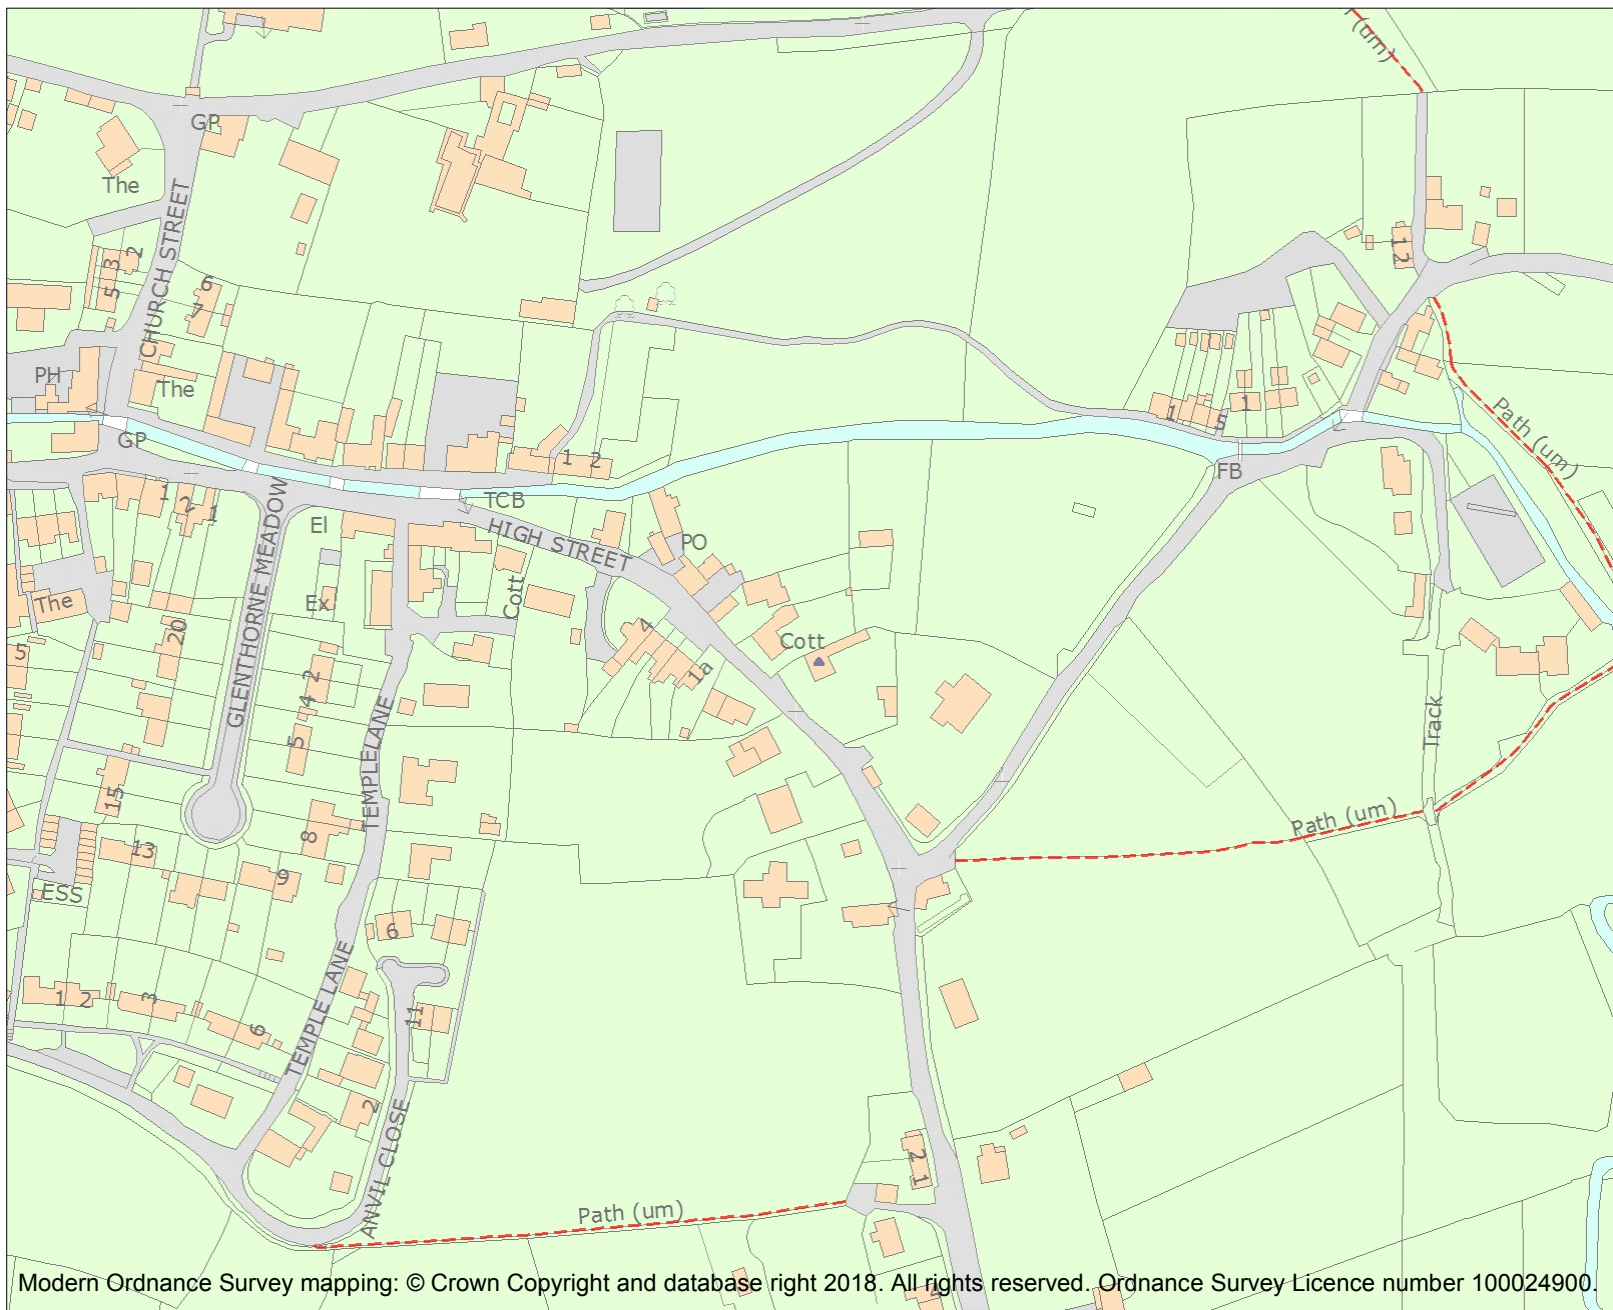 (um)
GP
The
CHURCH STREET
2
3
5
6
7
12
PH
The
GP
1
2
1
5
1
Path (um)
FB
TCB
HIGH STREET
PO
1
2
1
El
Ex
Cott
The
GLENTHORNE MEADOW
20
5
4
1a
Cott
2
4
5
Track
TEMPLELANE
15
8
13
9
Path (um)
ESS
6
TEMPLE LANE
1
2
3
6
11
2
ANVIL CLOSE
2
1
Path (um)
4
Modern Ordnance Survey mapping: © Crown Copyright and database right 2018. All rights reserved. Ordnance Survey Licence number 100024900.